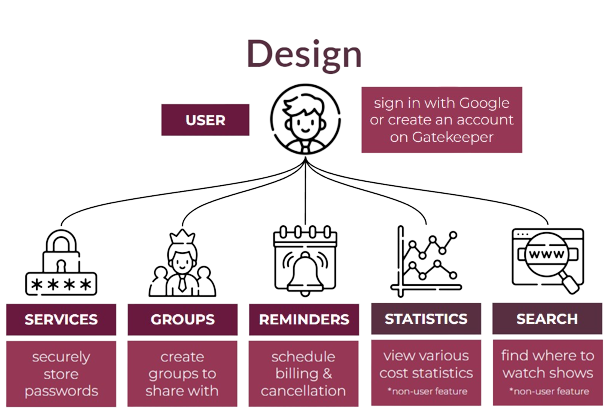 Design
USER
sign in with Google
or create an account
on Gatekeeper
****
WWW
SERVICES
GROUPS
REMINDERS
STATISTICS
SEARCH
securely
store
passwords
create
groups to
share with
schedule
billing &
cancellation
view various
cost statistics
*non-user feature
find where to
watch shows
*non-user feature